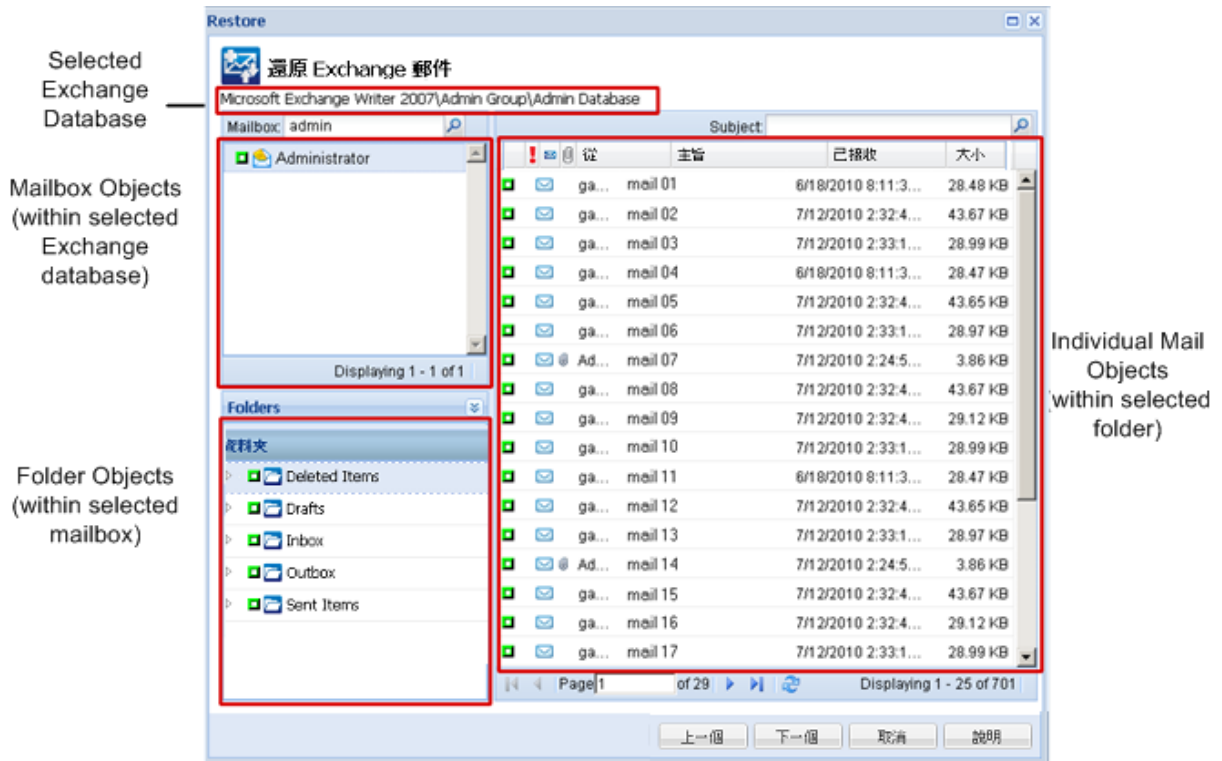 Restore
還原 Exchange 郵件
Selected
Exchange
Database
Microsoft Exchange Writer 2007\Admin Group\Admin Database
Mailbox: admin
Administrator
Displaying 1 - 1 of 1
Mailbox Objects
(within selected
Exchange
database)
Folders
資料夾
Deleted Items
Drafts
Inbox
Outbox
Sent Items
Folder Objects
(within selected
mailbox)
Subject:
從 主旨 已接收 大小
ga... mail 01 6/18/2010 8:11:3... 28.48 KB
ga... mail 02 7/12/2010 2:32:4... 43.67 KB
ga... mail 03 7/12/2010 2:33:1... 28.99 KB
ga... mail 04 6/18/2010 8:11:3... 28.47 KB
ga... mail 05 7/12/2010 2:32:4... 43.65 KB
ga... mail 06 7/12/2010 2:33:1... 28.97 KB
Ad... mail 07 7/12/2010 2:24:5... 3.86 KB
ga... mail 08 7/12/2010 2:32:4... 43.67 KB
ga... mail 09 7/12/2010 2:32:4... 29.12 KB
ga... mail 10 7/12/2010 2:33:1... 28.99 KB
ga... mail 11 6/18/2010 8:11:3... 28.47 KB
ga... mail 12 7/12/2010 2:32:4... 43.65 KB
ga... mail 13 7/12/2010 2:33:1... 28.97 KB
Ad... mail 14 7/12/2010 2:24:5... 3.86 KB
ga... mail 15 7/12/2010 2:32:4... 43.67 KB
ga... mail 16 7/12/2010 2:32:4... 29.12 KB
ga... mail 17 7/12/2010 2:33:1... 28.99 KB
Page 1 of 29 Displaying 1 - 25 of 701
Individual Mail
Objects
(within selected
folder)
上一個 下一個 取消 說明